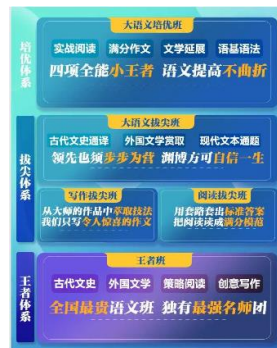 培优体系
大语文培优班
实战阅读 满分作文 文学延展 语基语法
四项全能小王者 语文提高不曲折
拔尖体系
大语文拔尖班
古代文史通译 外国文学赏取 现代文本通题
领先也须步步为营 渊博方可自信一生
写作拔尖班
从大师的作品中萃取技法
我们只写令人惊喜的作文
阅读拔尖班
用套路套出标准答案
把阅读读成满分模范
王者体系
王者班
古代文史 外国文学 策略阅读 创意写作
全国最贵语文班 独有最强名师团